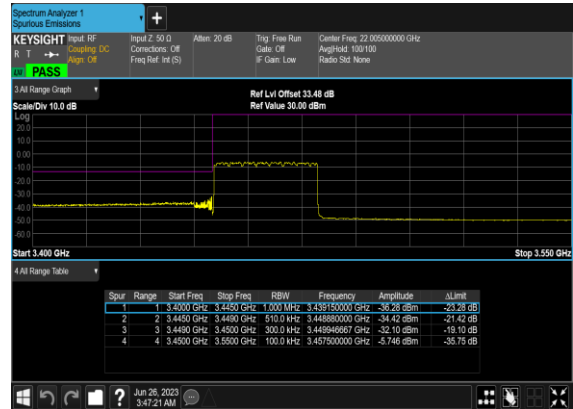 Spectrum Analyzer 1
Spurious Emissions
KEYSIGHT Input: RF Input Z: 50 Ω Atten: 20 dB Trig: Free Run Center Freq: 22.005000000 GHz
R T Coupling: DC Corrections: Off Gate: Off Avg|Hold: 100/100
Align: Off Freq Ref: Int (S) IF Gain: Low Radio Std: None
PASS
3 All Range Graph
Ref Lvl Offset 33.48 dB
Scale/Div 10.0 dB Ref Value 30.00 dBm
Log
20.0
10.0
0.00
-10.0
-20.0
-30.0
-40.0
-50.0
-60.0
Start 3.400 GHz Stop 3.550 GHz
4 All Range Table
Spur Range Start Freq Stop Freq RBW Frequency Amplitude ΔLimit
1 1 3.4000 GHz 3.4450 GHz 1.000 MHz 3.439150000 GHz -36.28 dBm -23.28 dB
2 2 3.4450 GHz 3.4490 GHz 510.0 kHz 3.448880000 GHz -34.42 dBm -21.42 dB
3 3 3.4490 GHz 3.4500 GHz 300.0 kHz 3.449946667 GHz -32.10 dBm -19.10 dB
4 4 3.4500 GHz 3.5500 GHz 100.0 kHz 3.457500000 GHz -5.746 dBm -35.75 dB
Jun 26, 2023
3:47:21 AM